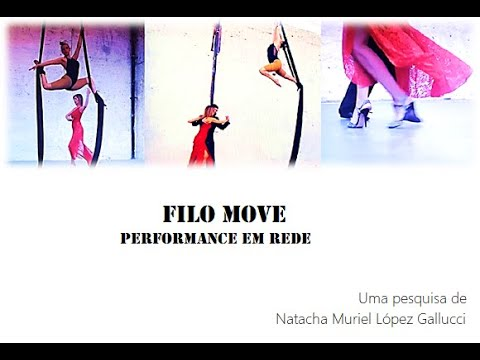 FILO MOVE
PERFORMANCE EM REDE
Uma pesquisa de
Natacha Muriel López Gallucci